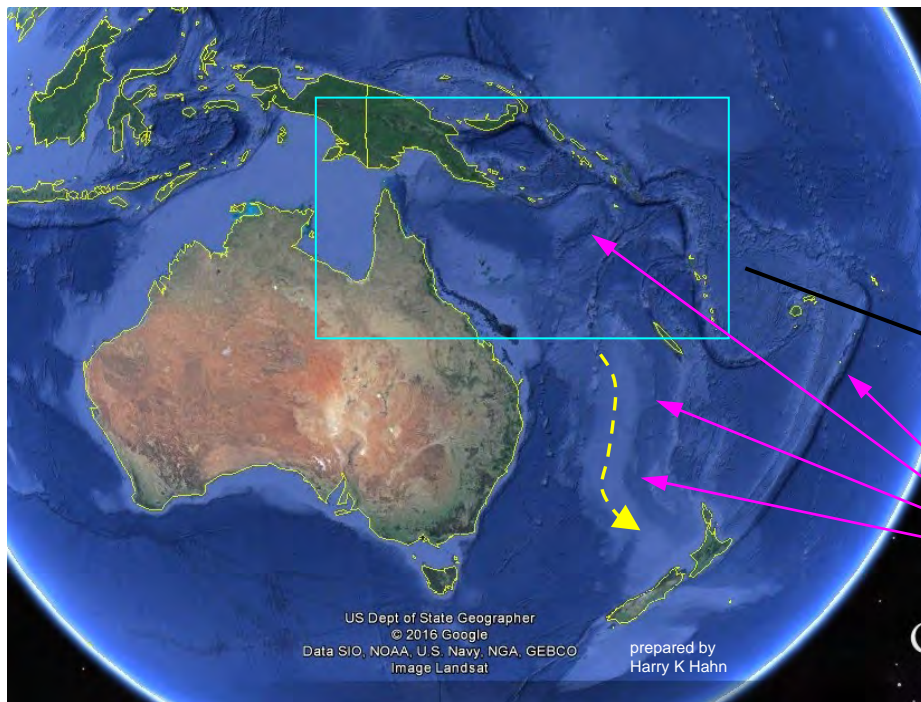 US Dept of State Geographer
© 2016 Google
Data SIO, NOAA, U.S. Navy, NGA, GEBCO
Image Landsat
prepared by
Harry K Hahn